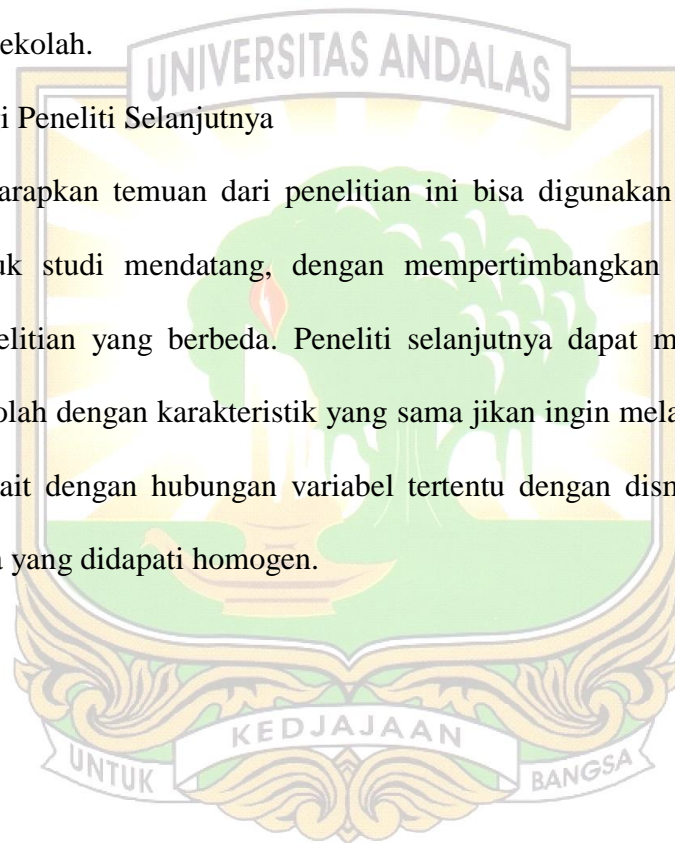 ekolah.
UNIVERSITAS ANDALAS
i Peneliti Selanjutnya
arapkan temuan dari penelitian ini bisa digunakan
uk studi mendatang, dengan mempertimbangkan
elitian yang berbeda. Peneliti selanjutnya dapat m
olah dengan karakteristik yang sama jikan ingin mela
ait dengan hubungan variabel tertentu dengan dism
a yang didapati homogen.
KEDJAJAAN
UNTUK BANGSA